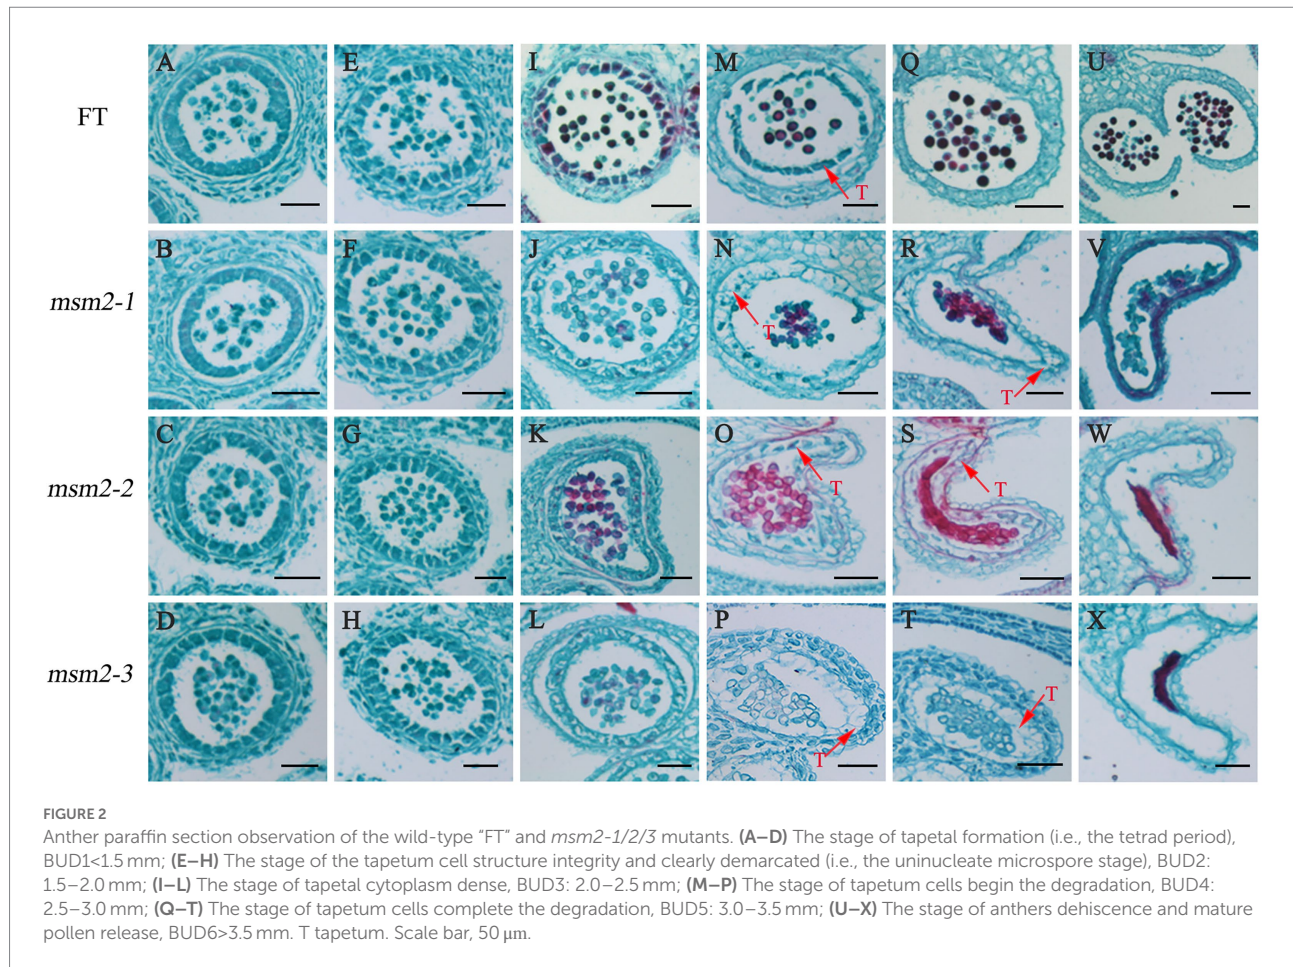 A E I M Q U
FT
T
B F J N R V
msm2-1
T
T
C G K O S W
msm2-2
T T
D H L P T X
msm2-3
T
T
FIGURE 2
Anther paraffin section observation of the wild-type “FT” and msm2-1/2/3 mutants. (A–D) The stage of tapetal formation (i.e., the tetrad period),
BUD1<1.5 mm; (E–H) The stage of the tapetum cell structure integrity and clearly demarcated (i.e., the uninucleate microspore stage), BUD2:
1.5–2.0 mm; (I–L) The stage of tapetal cytoplasm dense, BUD3: 2.0–2.5 mm; (M–P) The stage of tapetum cells begin the degradation, BUD4:
2.5–3.0 mm; (Q–T) The stage of tapetum cells complete the degradation, BUD5: 3.0–3.5 mm; (U–X) The stage of anthers dehiscence and mature
pollen release, BUD6>3.5 mm. T tapetum. Scale bar, 50 μm.